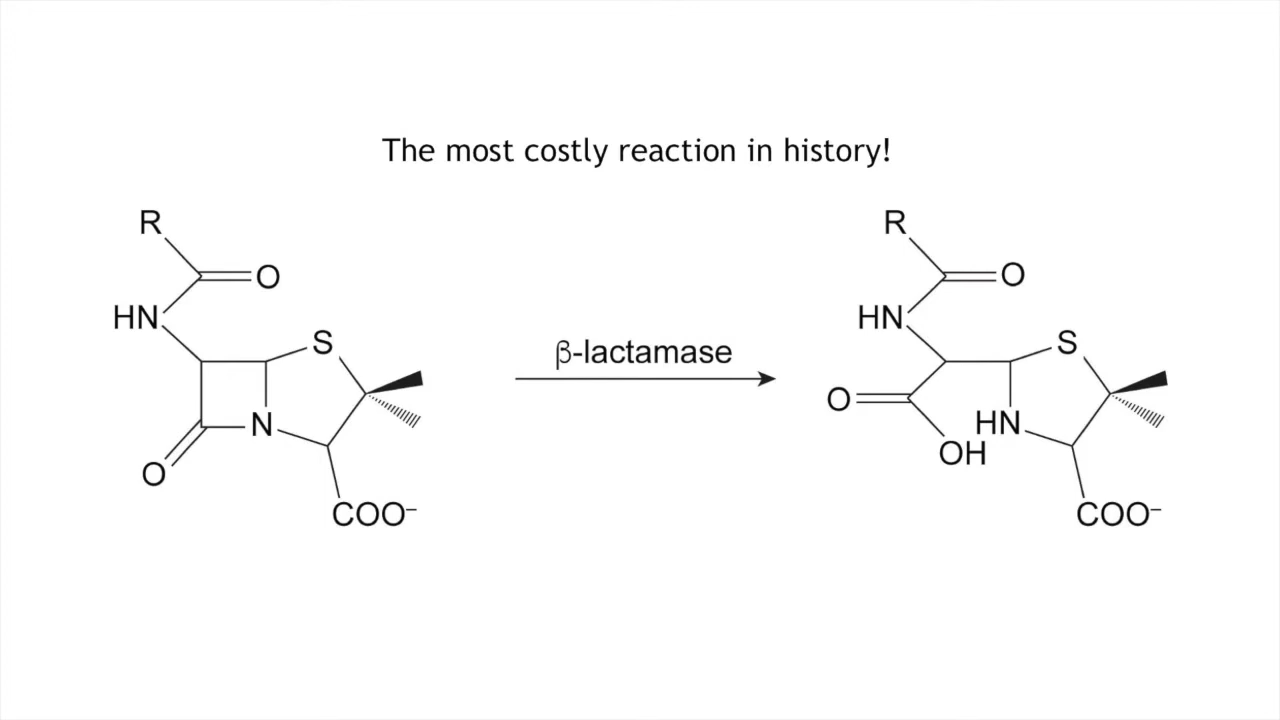 The most costly reaction in history!
R
O
HN
S
N
O
COO⁻
β-lactamase
R
O
HN
S
O
HN
OH
COO⁻